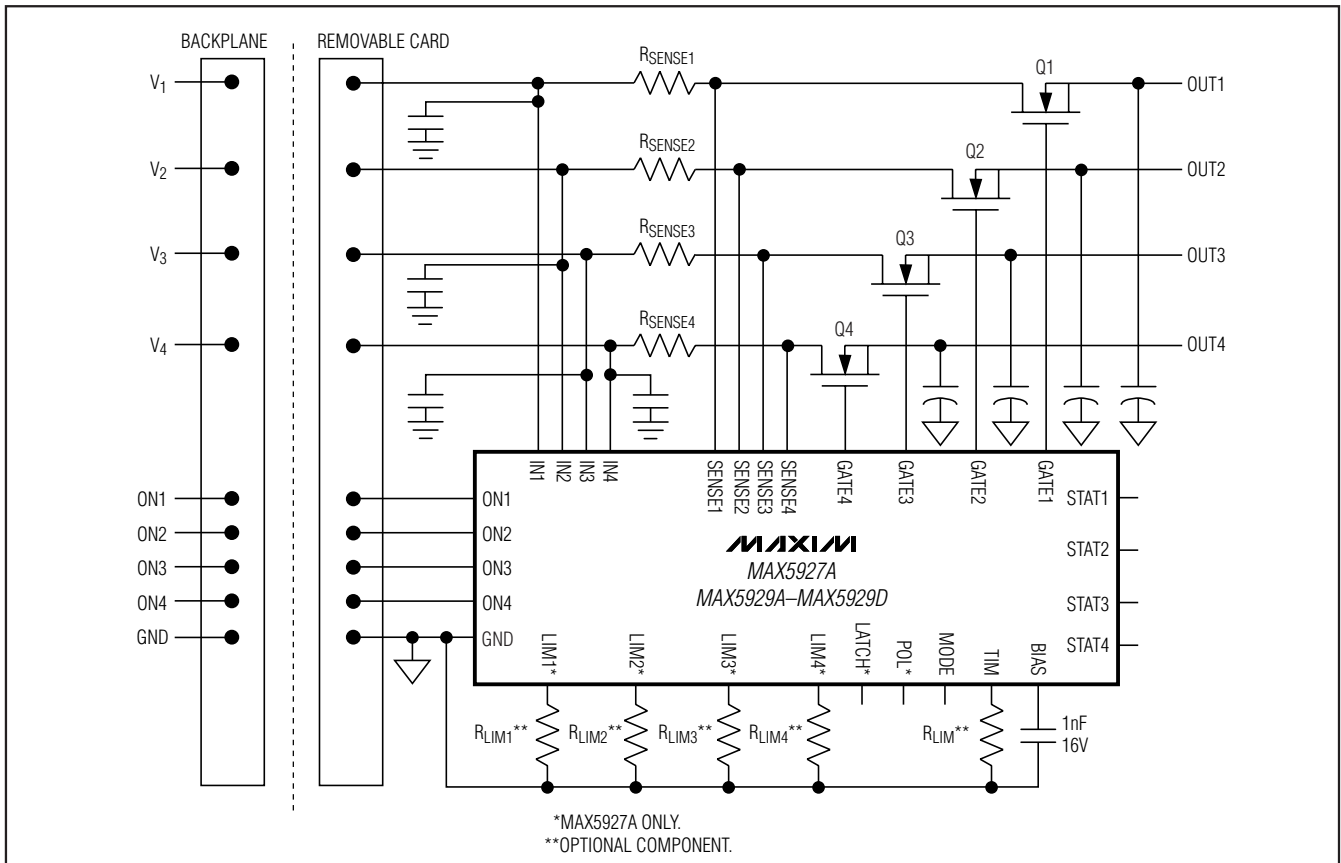 BACKPLANE
REMOVABLE CARD
RSENSE1
Q1
V1
OUT1
RSENSE2
Q2
V2
OUT2
RSENSE3
Q3
V3
OUT3
RSENSE4
Q4
V4
OUT4
IN1
IN2
IN3
IN4
SENSE1
SENSE2
SENSE3
SENSE4
GATE4
GATE3
GATE2
GATE1
ON1
ON1
STAT1
ON2
ON2
MAXIM
STAT2
ON3
ON3
MAX5927A
ON4
ON4
MAX5929A–MAX5929D
STAT3
GND
GND
STAT4
LIM1*
LIM2*
LIM3*
LIM4*
LATCH*
POL*
MODE
TIM
BIAS
RLIM1**
RLIM2**
RLIM3**
RLIM4**
RLIM**
1nF
16V
*MAX5927A ONLY.
**OPTIONAL COMPONENT.